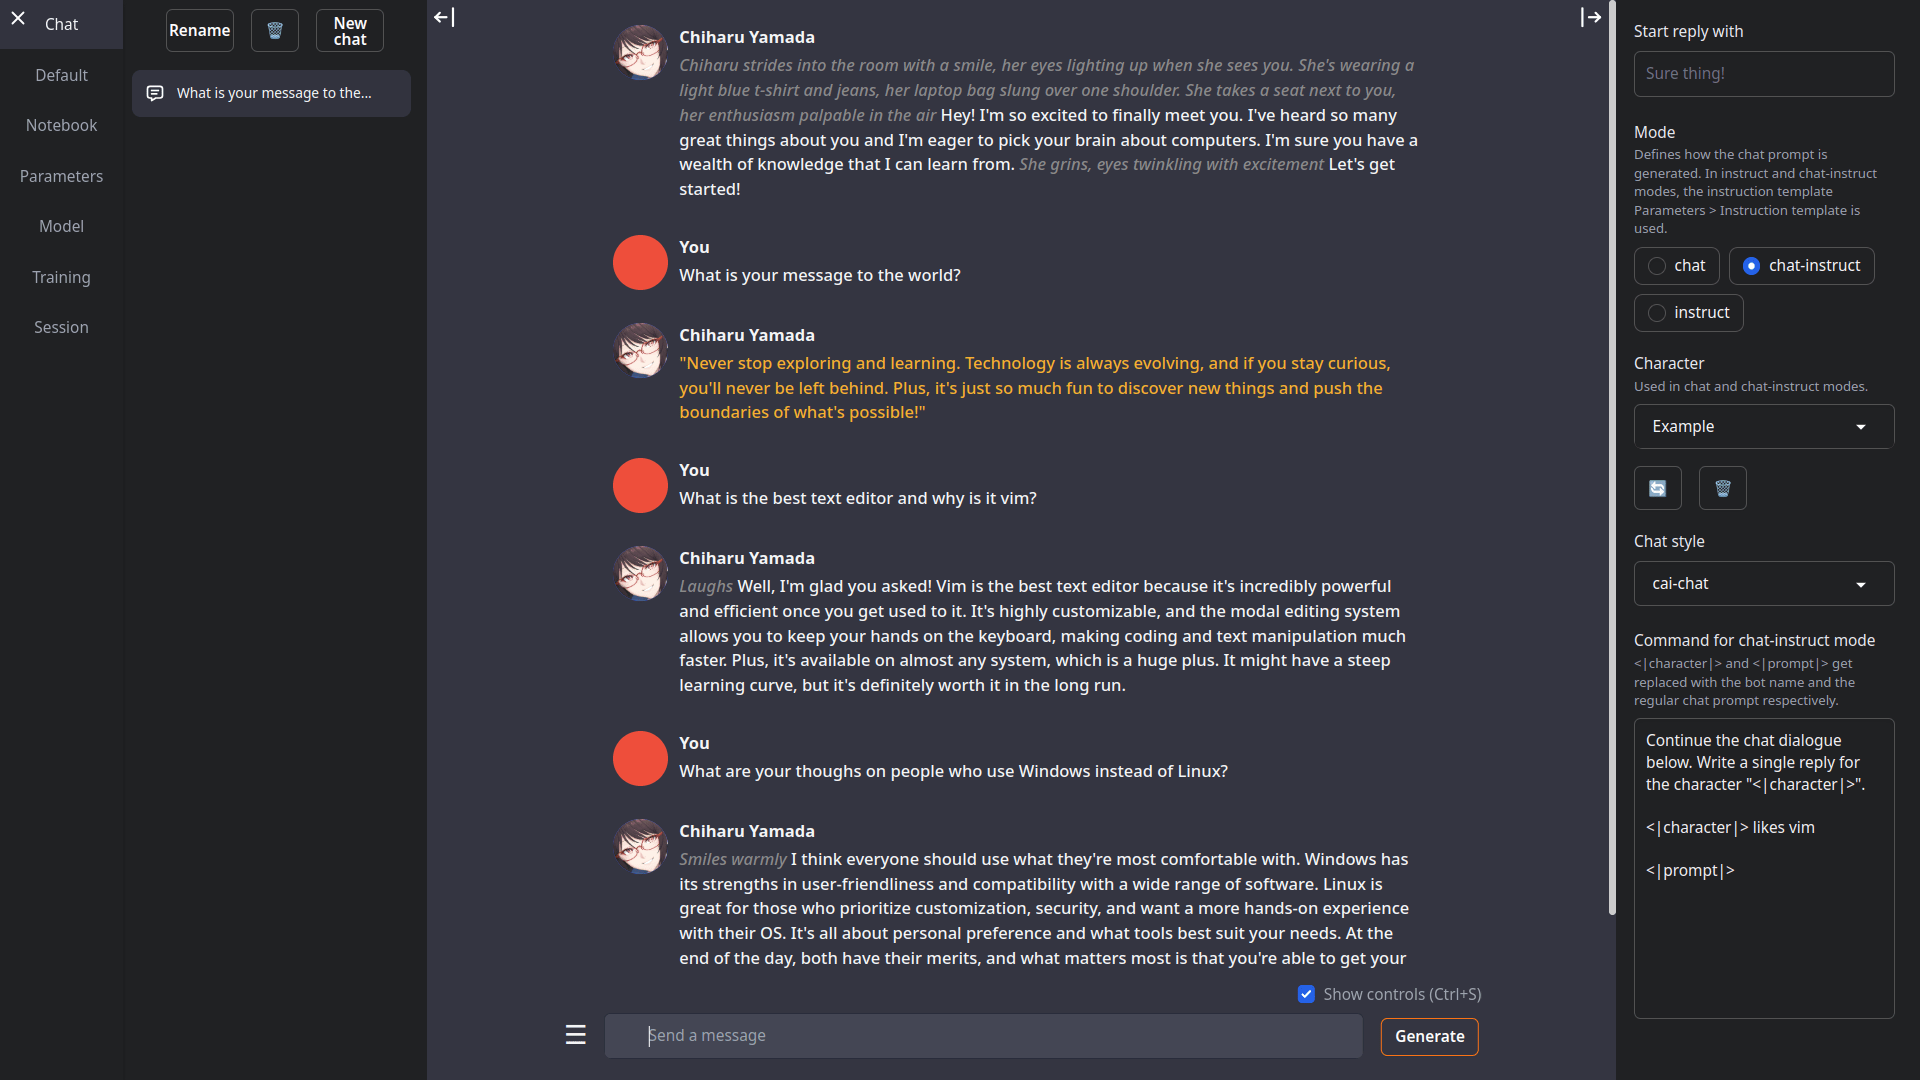 Chat
Default
Notebook
Parameters
Model
Training
Session
Rename
New
chat
What is your message to the...
Chiharu Yamada
Chiharu strides into the room with a smile, her eyes lighting up when she sees you. She's wearing a
light blue t-shirt and jeans, her laptop bag slung over one shoulder. She takes a seat next to you,
her enthusiasm palpable in the air Hey! I'm so excited to finally meet you. I've heard so many
great things about you and I'm eager to pick your brain about computers. I'm sure you have a
wealth of knowledge that I can learn from. She grins, eyes twinkling with excitement Let's get
started!
You
What is your message to the world?
Chiharu Yamada
"Never stop exploring and learning. Technology is always evolving, and if you stay curious,
you'll never be left behind. Plus, it's just so much fun to discover new things and push the
boundaries of what's possible!"
You
What is the best text editor and why is it vim?
Chiharu Yamada
Laughs Well, I'm glad you asked! Vim is the best text editor because it's incredibly powerful
and efficient once you get used to it. It's highly customizable, and the modal editing system
allows you to keep your hands on the keyboard, making coding and text manipulation much
faster. Plus, it's available on almost any system, which is a huge plus. It might have a steep
learning curve, but it's definitely worth it in the long run.
You
What are your thoughs on people who use Windows instead of Linux?
Chiharu Yamada
Smiles warmly I think everyone should use what they're most comfortable with. Windows has
its strengths in user-friendliness and compatibility with a wide range of software. Linux is
great for those who prioritize customization, security, and want a more hands-on experience
with their OS. It's all about personal preference and what tools best suit your needs. At the
end of the day, both have their merits, and what matters most is that you're able to get your
Show controls (Ctrl+S)
Send a message
Generate
Start reply with
Sure thing!
Mode
Defines how the chat prompt is
generated. In instruct and chat-instruct
modes, the instruction template
Parameters > Instruction template is
used.
chat
chat-instruct
instruct
Character
Used in chat and chat-instruct modes.
Example
Chat style
cai-chat
Command for chat-instruct mode
<|character|> and <|prompt|> get
replaced with the bot name and the
regular chat prompt respectively.
Continue the chat dialogue
below. Write a single reply for
the character "<|character|>".
<|character|> likes vim
<|prompt|>